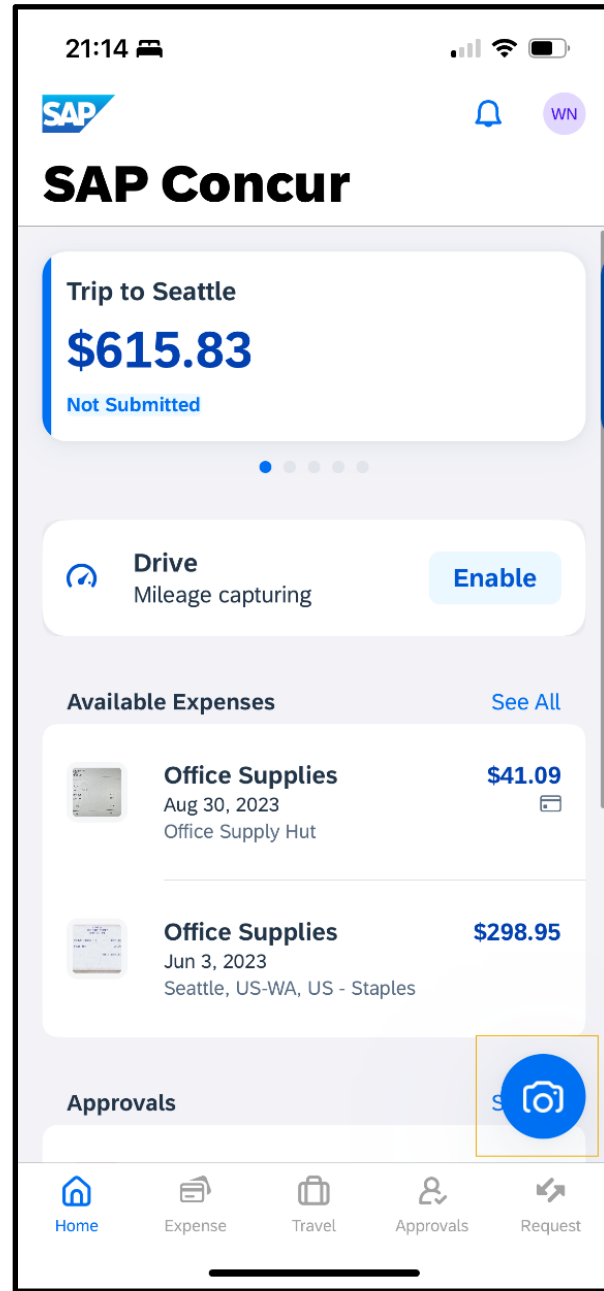 21:14
SAP
WN
SAP Concur
Trip to Seattle
$615.83
Not Submitted
Drive
Mileage capturing
Enable
Available Expenses
See All
Office Supplies
$41.09
Aug 30, 2023
Office Supply Hut
Office Supplies
$298.95
Jun 3, 2023
Seattle, US-WA, US - Staples
Approvals
Home
Expense
Travel
Approvals
Request